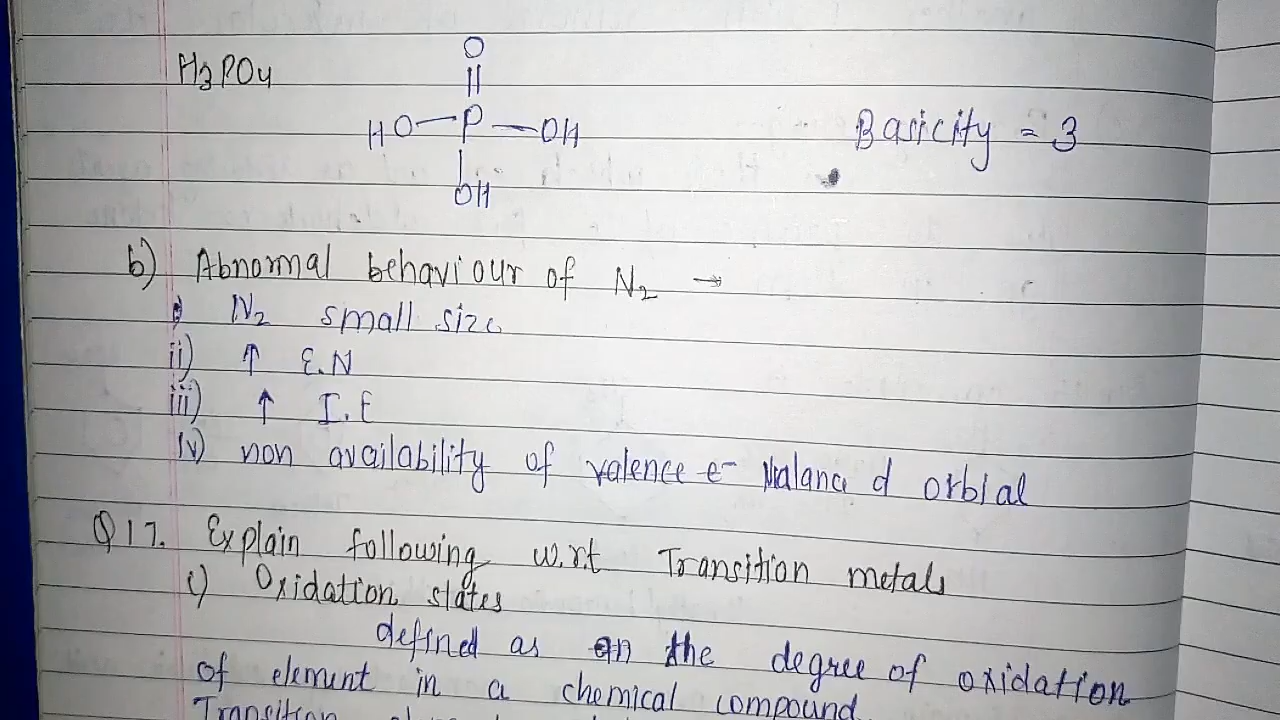 H3PO4
O
||
HO—P—OH
|
OH
Basicity = 3
b) Abnormal behaviour of N2 →
N2 small size
ii) ↑ E.N
iii) ↑ I.E
iv) non availability of valence e- d orbial
Q17. Explain following w.r.t Transition metals
i) Oxidation states
defined as the degree of oxidation
of element in a chemical compound.
Transition